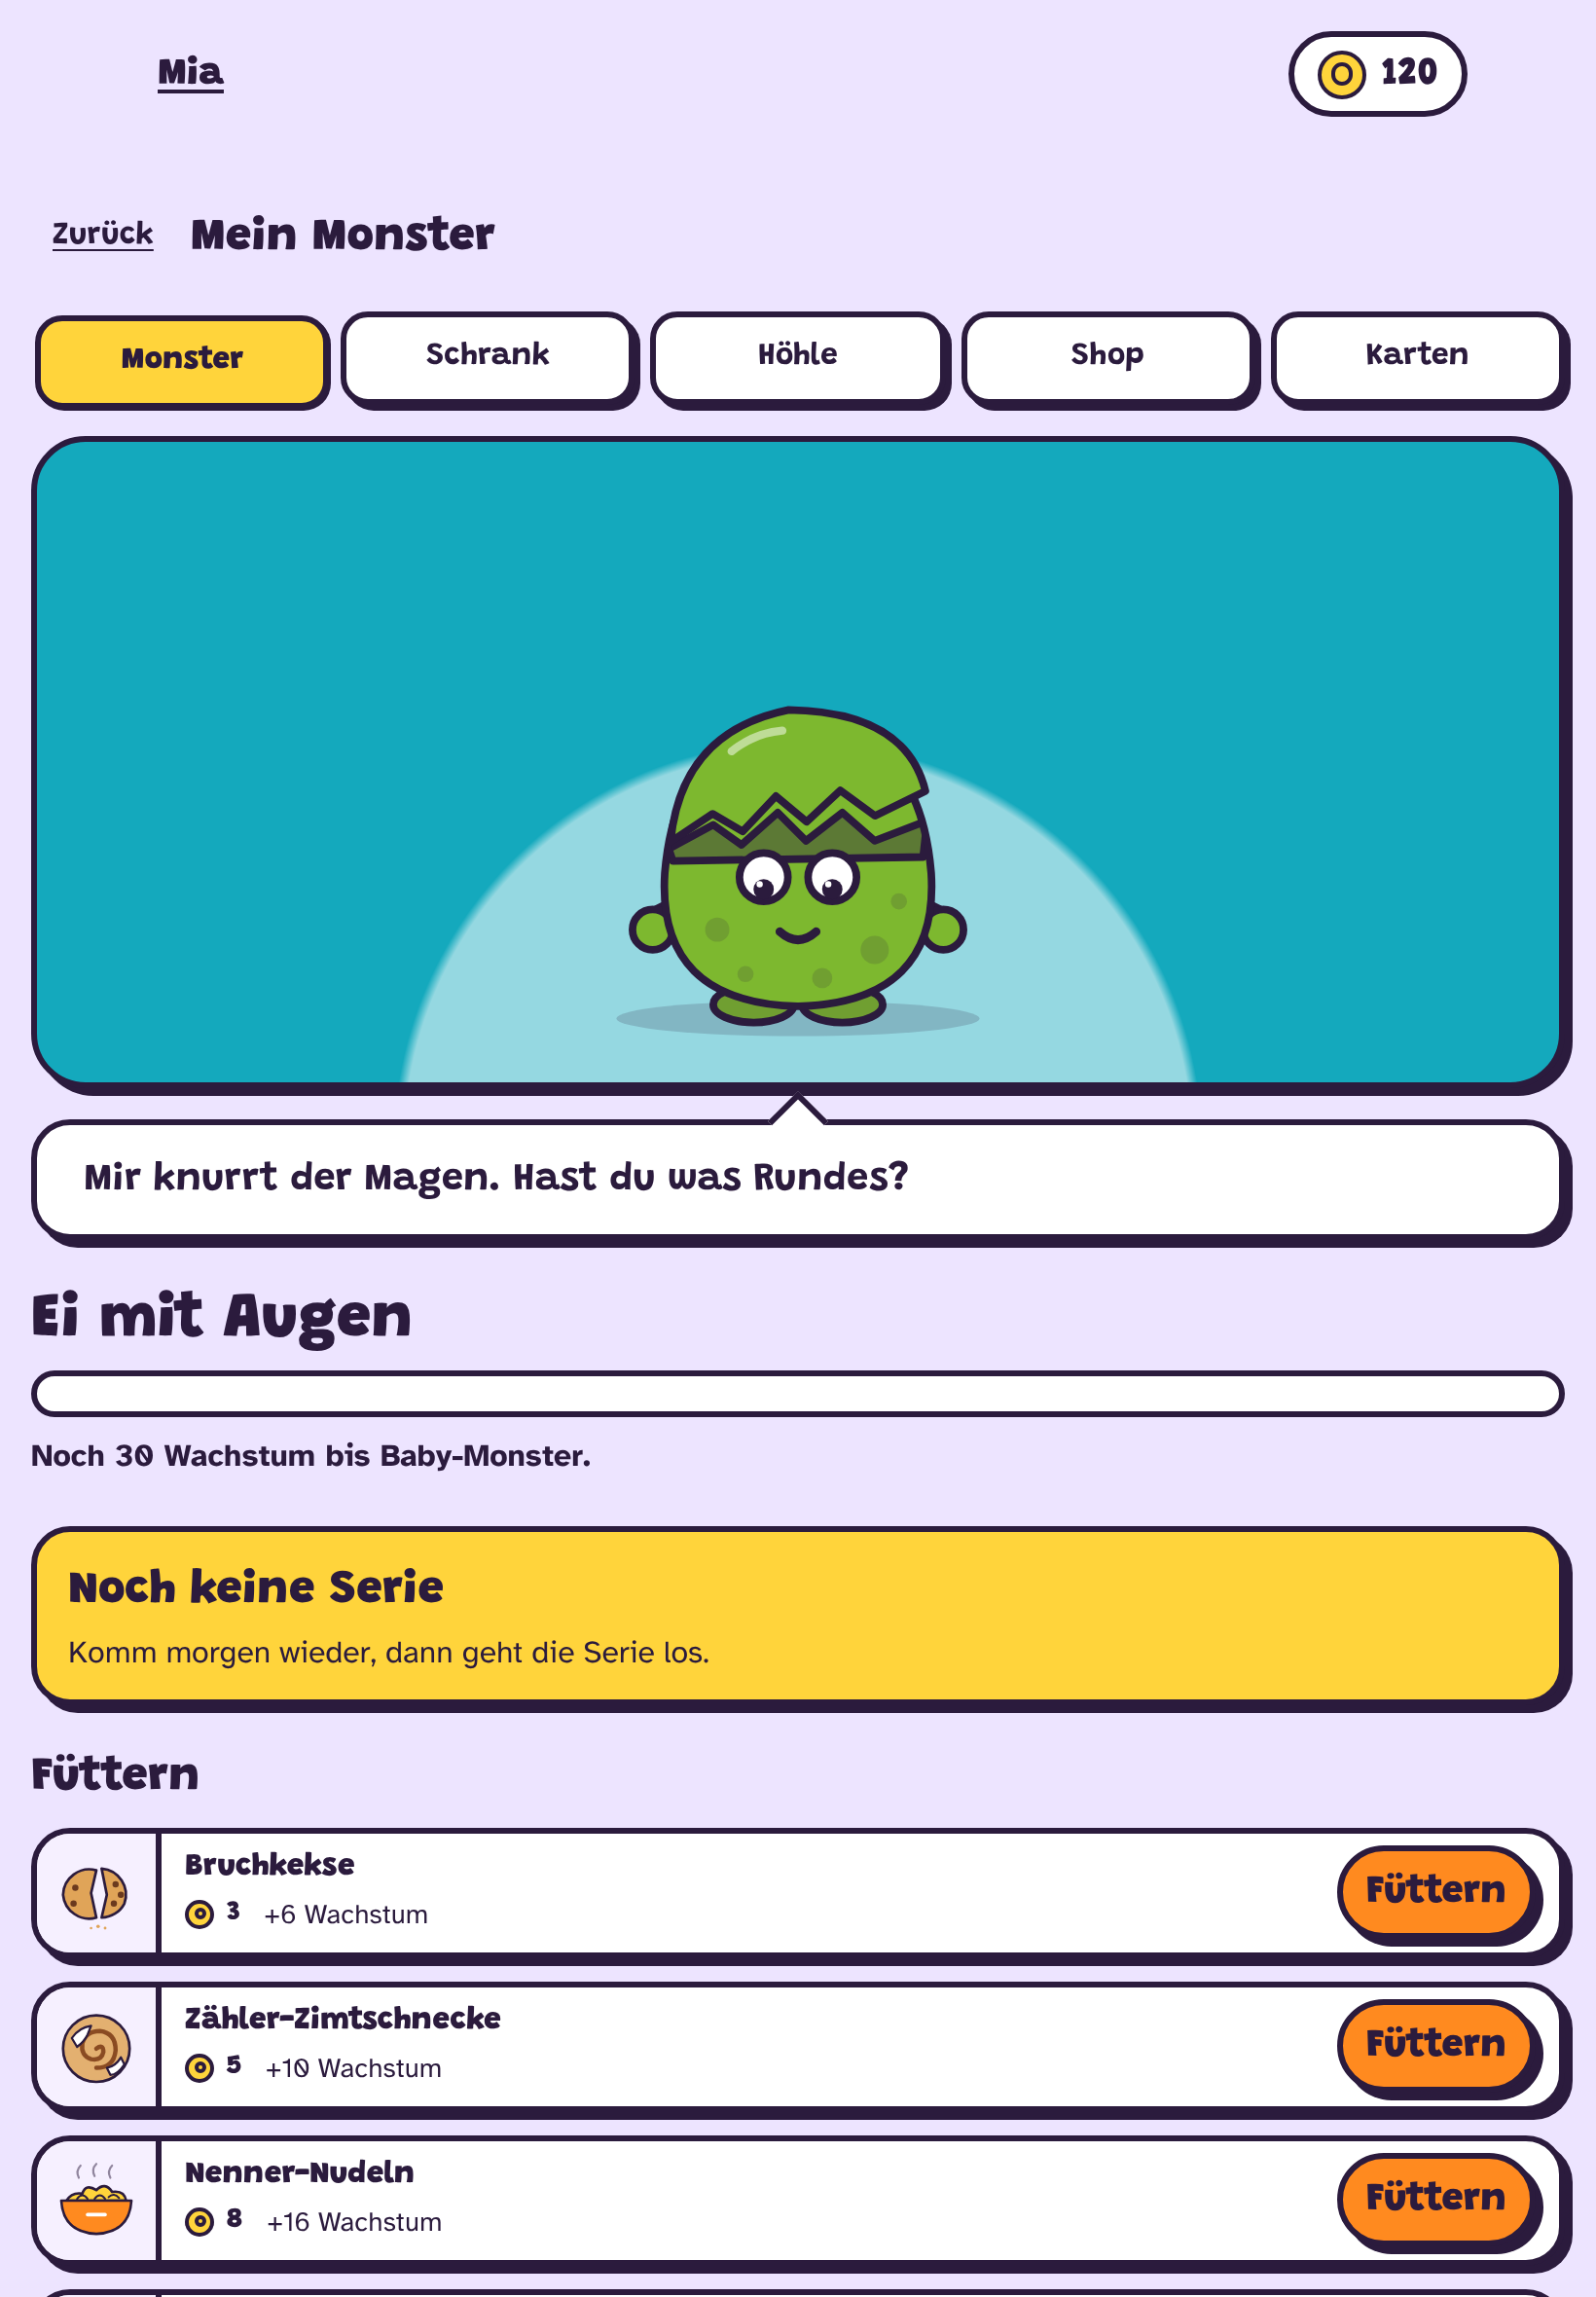 Mia
120
Zurück Mein Monster
Monster Schrank Höhle Shop Karten
Mir knurrt der Magen. Hast du was Rundes?
Ei mit Augen
Noch 30 Wachstum bis Baby-Monster.
Noch keine Serie
Komm morgen wieder, dann geht die Serie los.
Füttern
Bruchkekse
3 +6 Wachstum
Füttern
Zähler-Zimtschnecke
5 +10 Wachstum
Füttern
Nenner-Nudeln
8 +16 Wachstum
Füttern